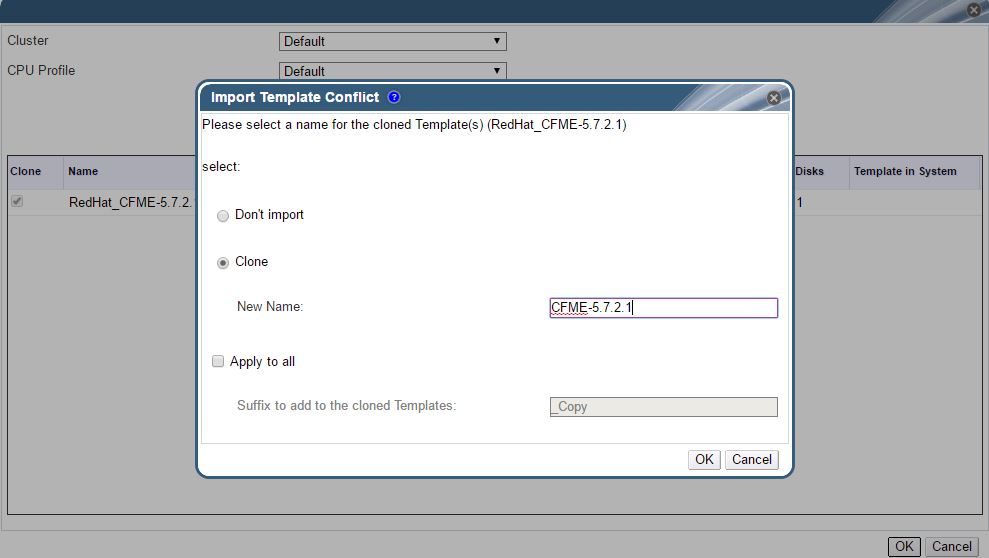 Cluster
Default
CPU Profile
Default
Import Template Conflict ?
Please select a name for the cloned Template(s) (RedHat_CFME-5.7.2.1)
select:
Clone Name Disks Template in System
RedHat_CFME-5.7.2. 1
Don't import
Clone
New Name: CFME-5.7.2.1
Apply to all
Suffix to add to the cloned Templates: _Copy
OK Cancel
OK Cancel